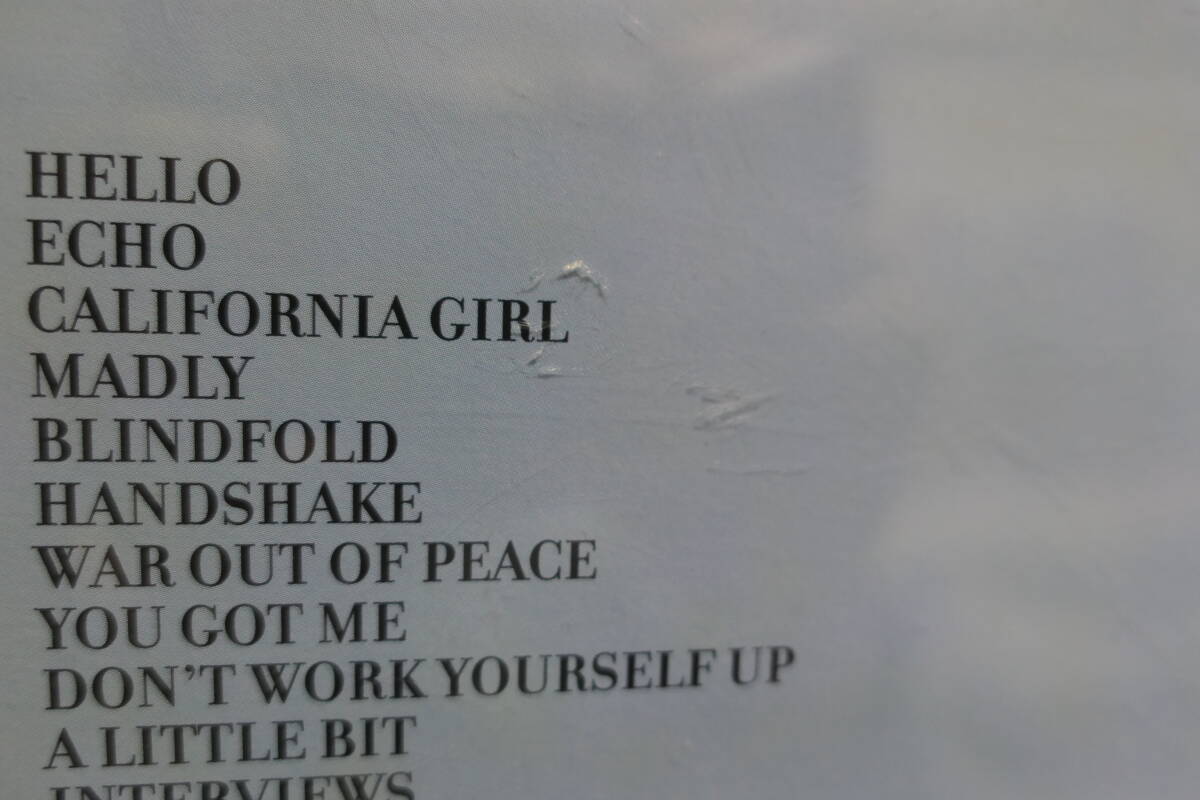 HELLO
ECHO
CALIFORNIA GIRL
MADLY
BLINDFOLD
HANDSHAKE
WAR OUT OF PEACE
YOU GOT ME
DON'T WORK YOURSELF UP
A LITTLE BIT
INTERVIEWS